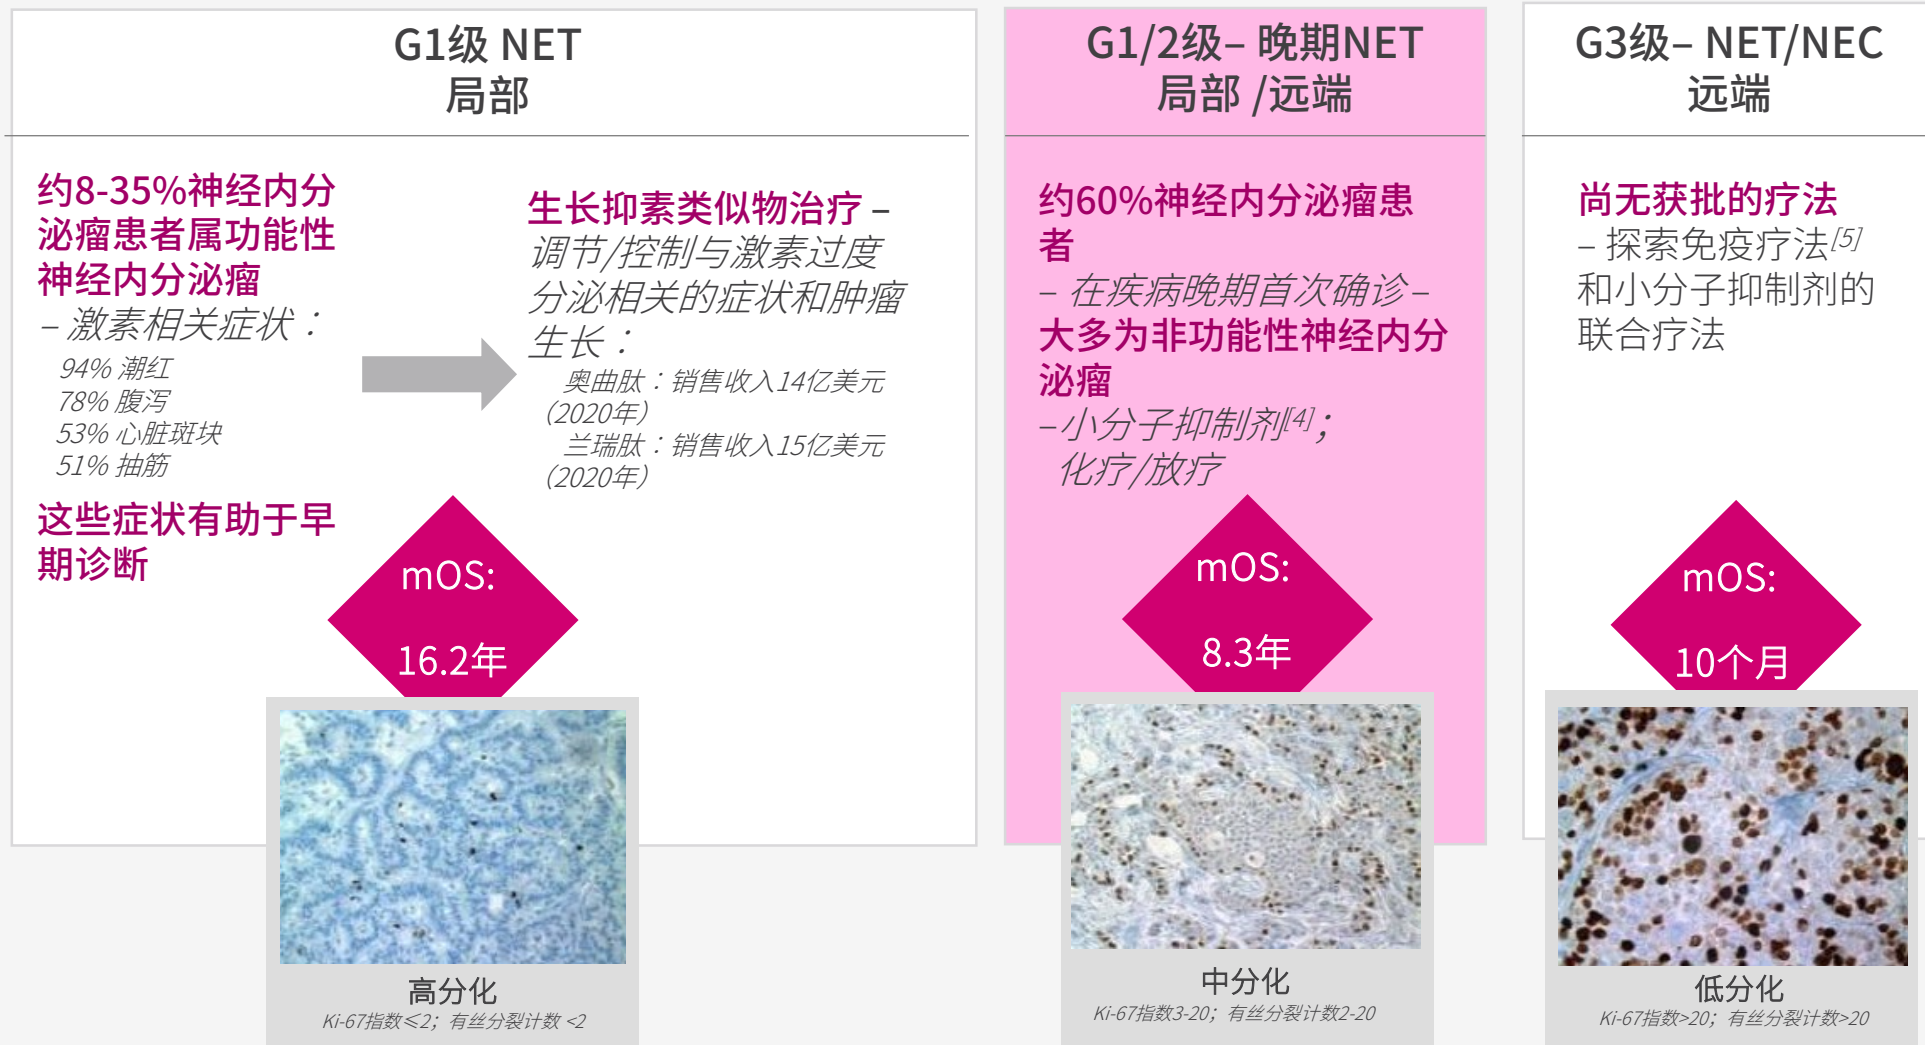 G1级 NET
局部
约8-35%神经内分
泌瘤患者属功能性
神经内分泌瘤
– 激素相关症状：
94% 潮红
78% 腹泻
53% 心脏斑块
51% 抽筋
这些症状有助于早
期诊断
生长抑素类似物治疗 –
调节/控制与激素过度
分泌相关的症状和肿瘤
生长：
奥曲肽：销售收入14亿美元
（2020年）
兰瑞肽：销售收入15亿美元
（2020年）
mOS:
16.2年
高分化
Ki-67指数≤2；有丝分裂计数 <2
G1/2级– 晚期NET
局部 /远端
约60%神经内分泌瘤患
者
– 在疾病晚期首次确诊 –
大多为非功能性神经内分
泌瘤
–小分子抑制剂[4]；
化疗/放疗
mOS:
8.3年
中分化
Ki-67指数3-20；有丝分裂计数2-20
G3级– NET/NEC
远端
尚无获批的疗法
– 探索免疫疗法[5]
和小分子抑制剂的
联合疗法
mOS:
10个月
低分化
Ki-67指数>20；有丝分裂计数>20